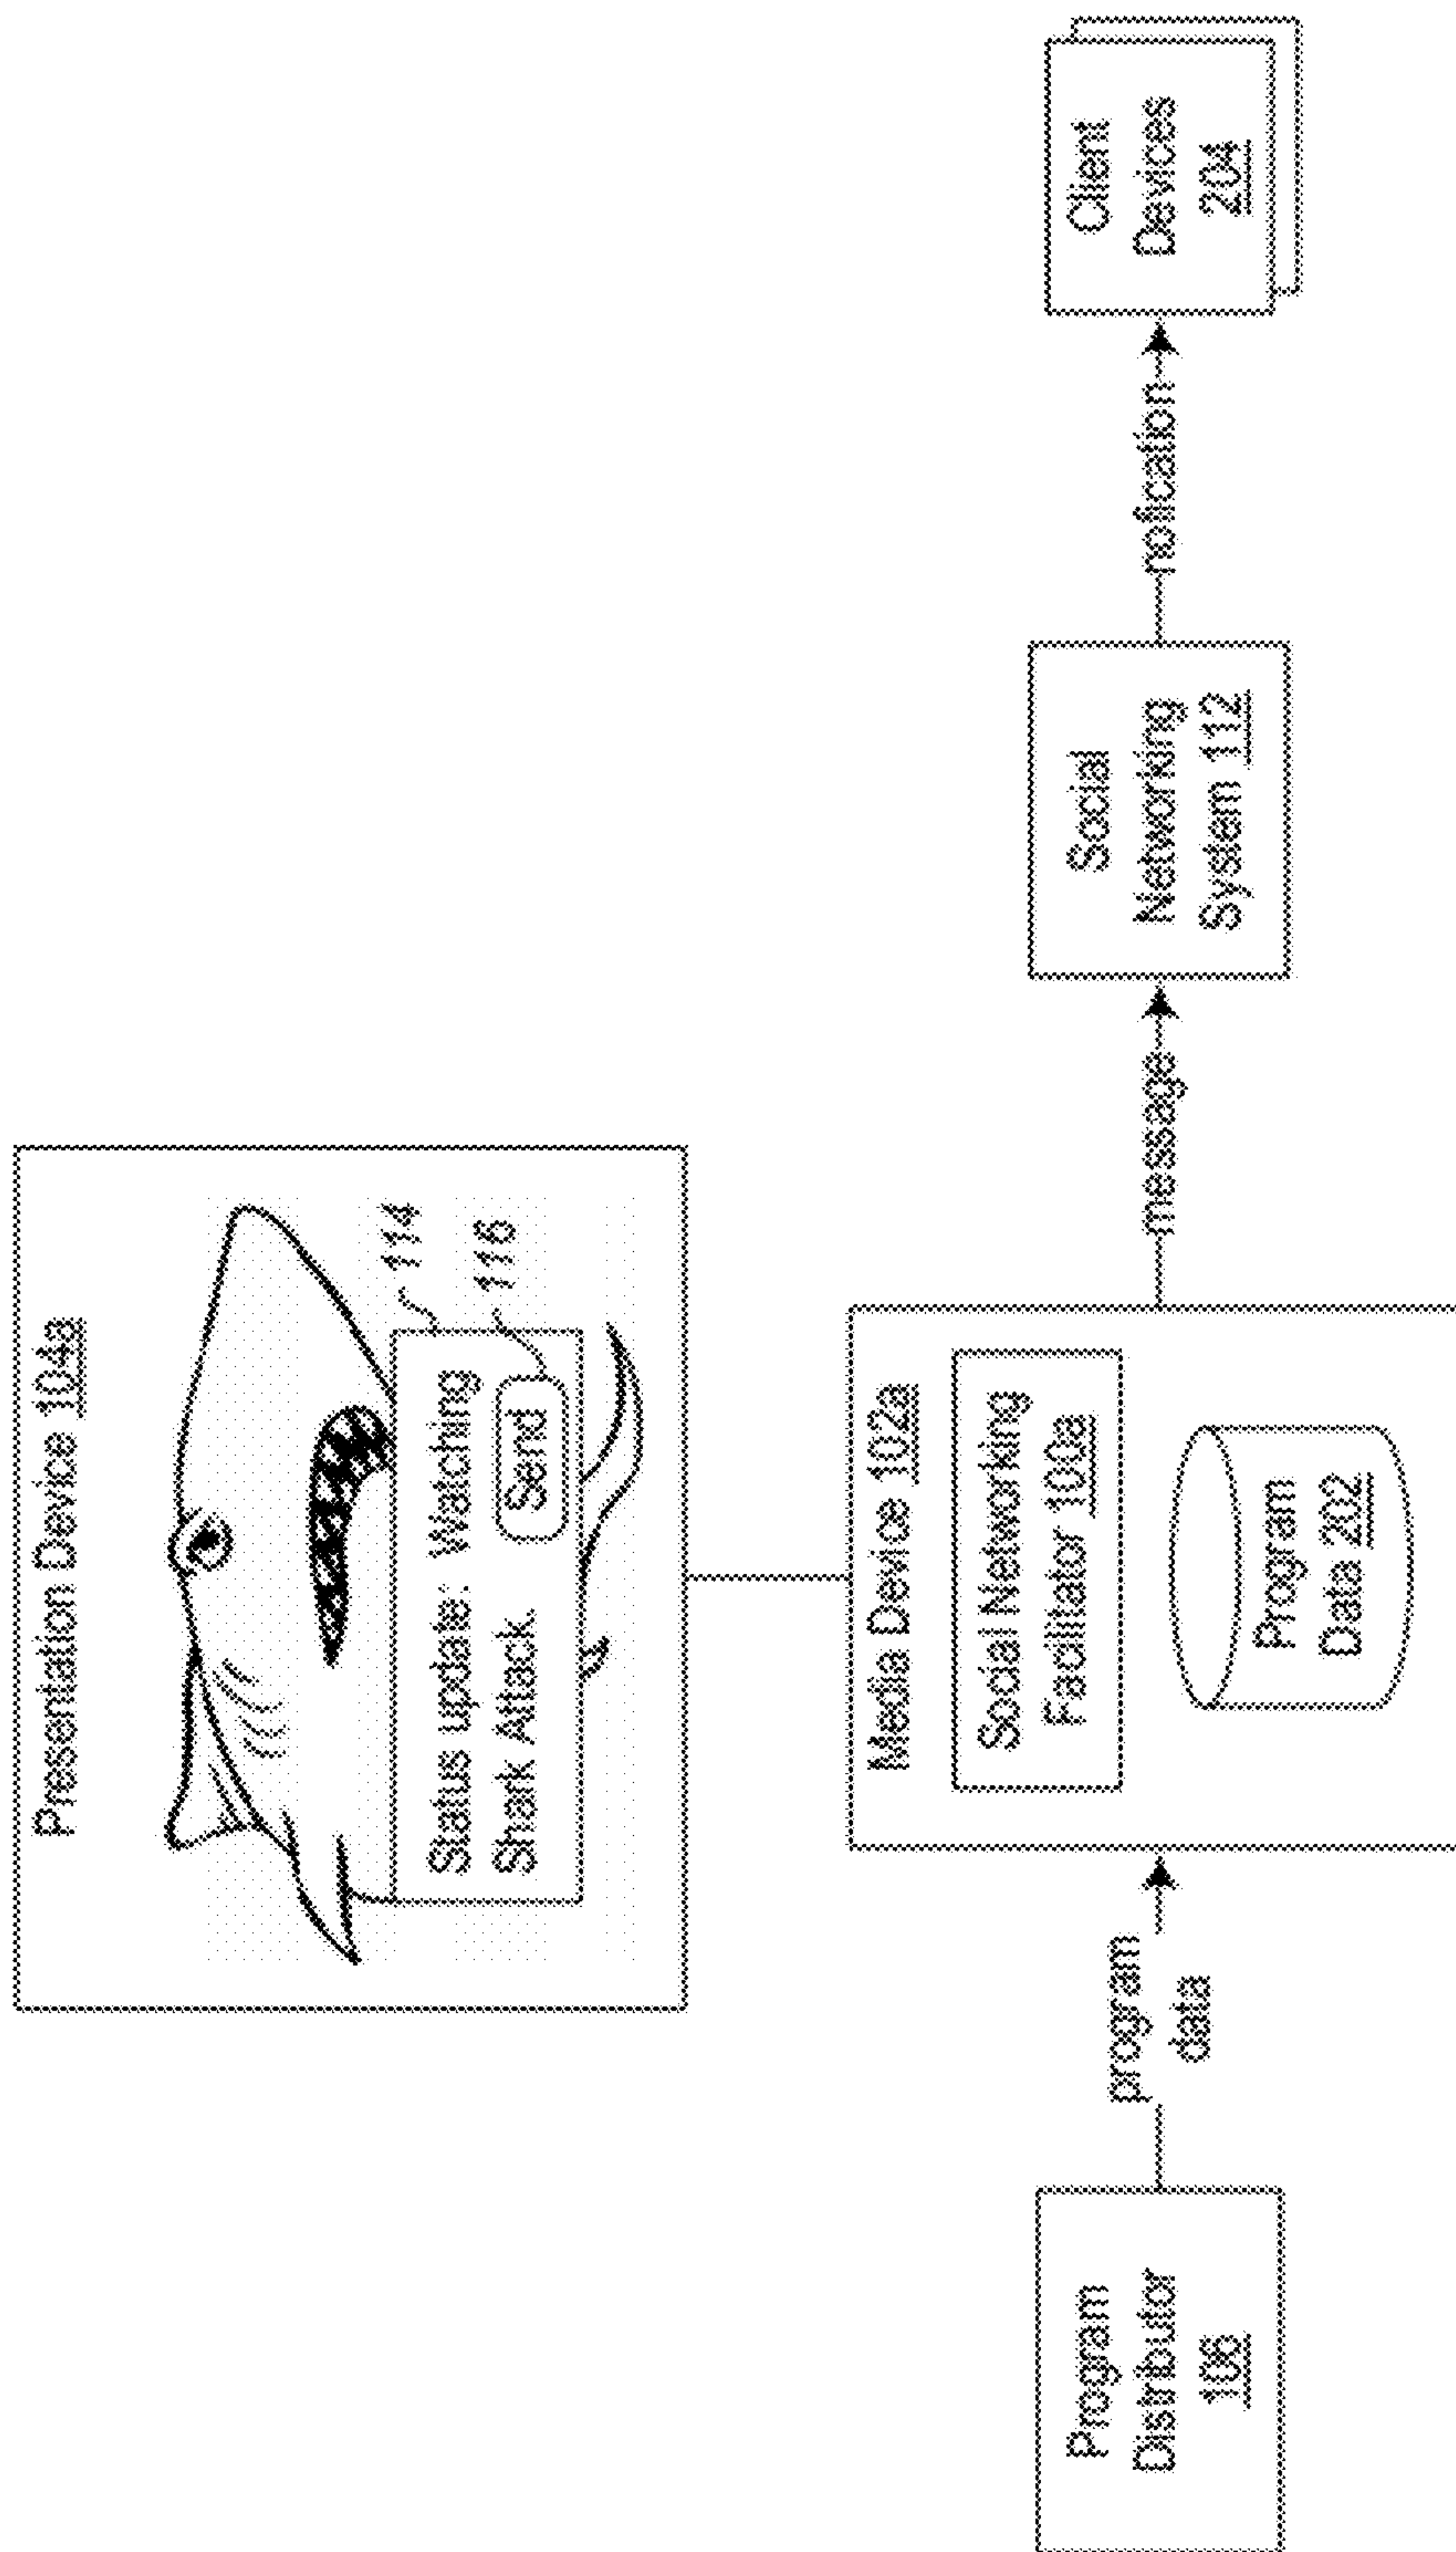 Presentation Device 104a
114
116
Status update: Watching
Shark Attack.
Send
Media Device 102a
Social Networking
Facilitator 100a
Program
Data 202
Program
Distributor
106
program
data
message
Social
Networking
System 112
notication
Client
Devices
204